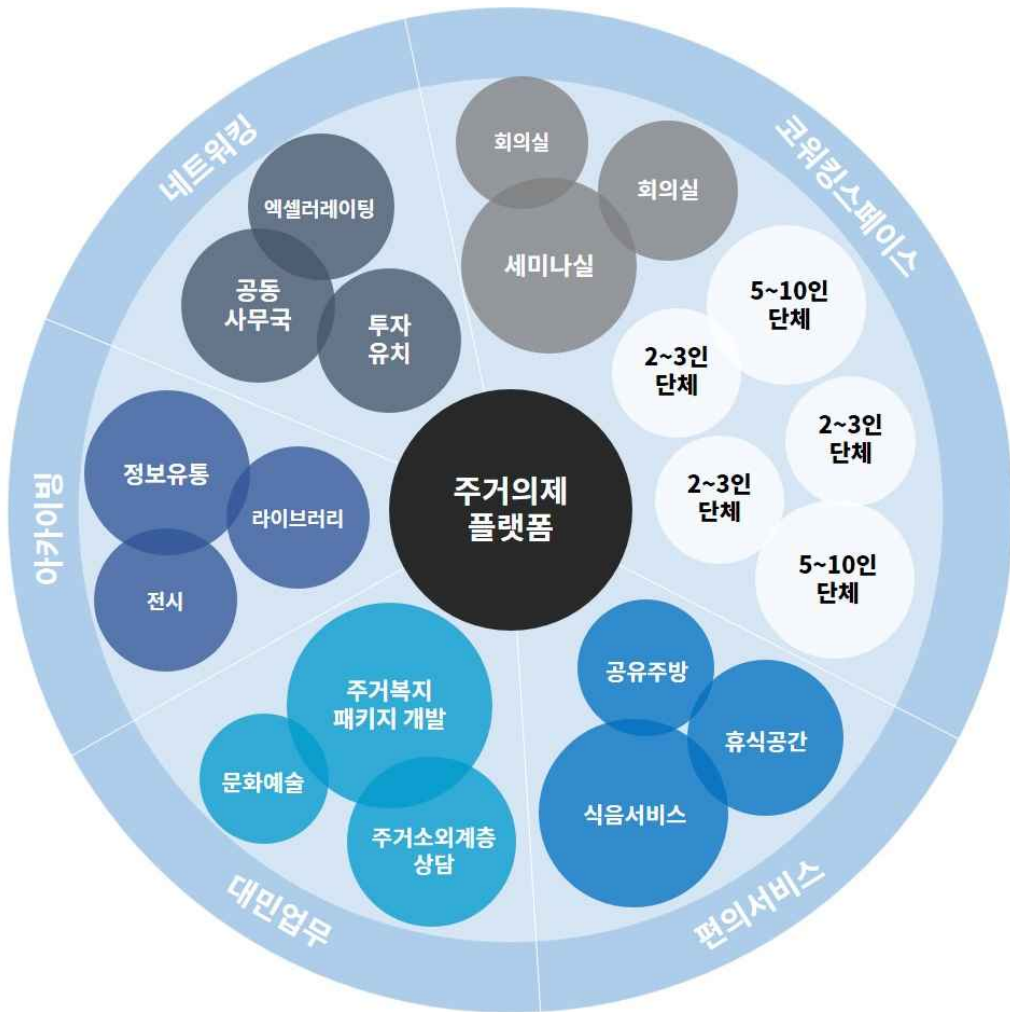 네트워킹
엑셀러레이팅
공동
사무국
투자
유치
코워킹스페이스
회의실
회의실
세미나실
5~10인
단체
2~3인
단체
2~3인
단체
2~3인
단체
5~10인
단체
아카이빙
정보유통
라이브러리
전시
주거의제
플랫폼
대민업무
주거복지
패키지 개발
문화예술
주거소외계층
상담
편의서비스
공유주방
휴식공간
식음서비스